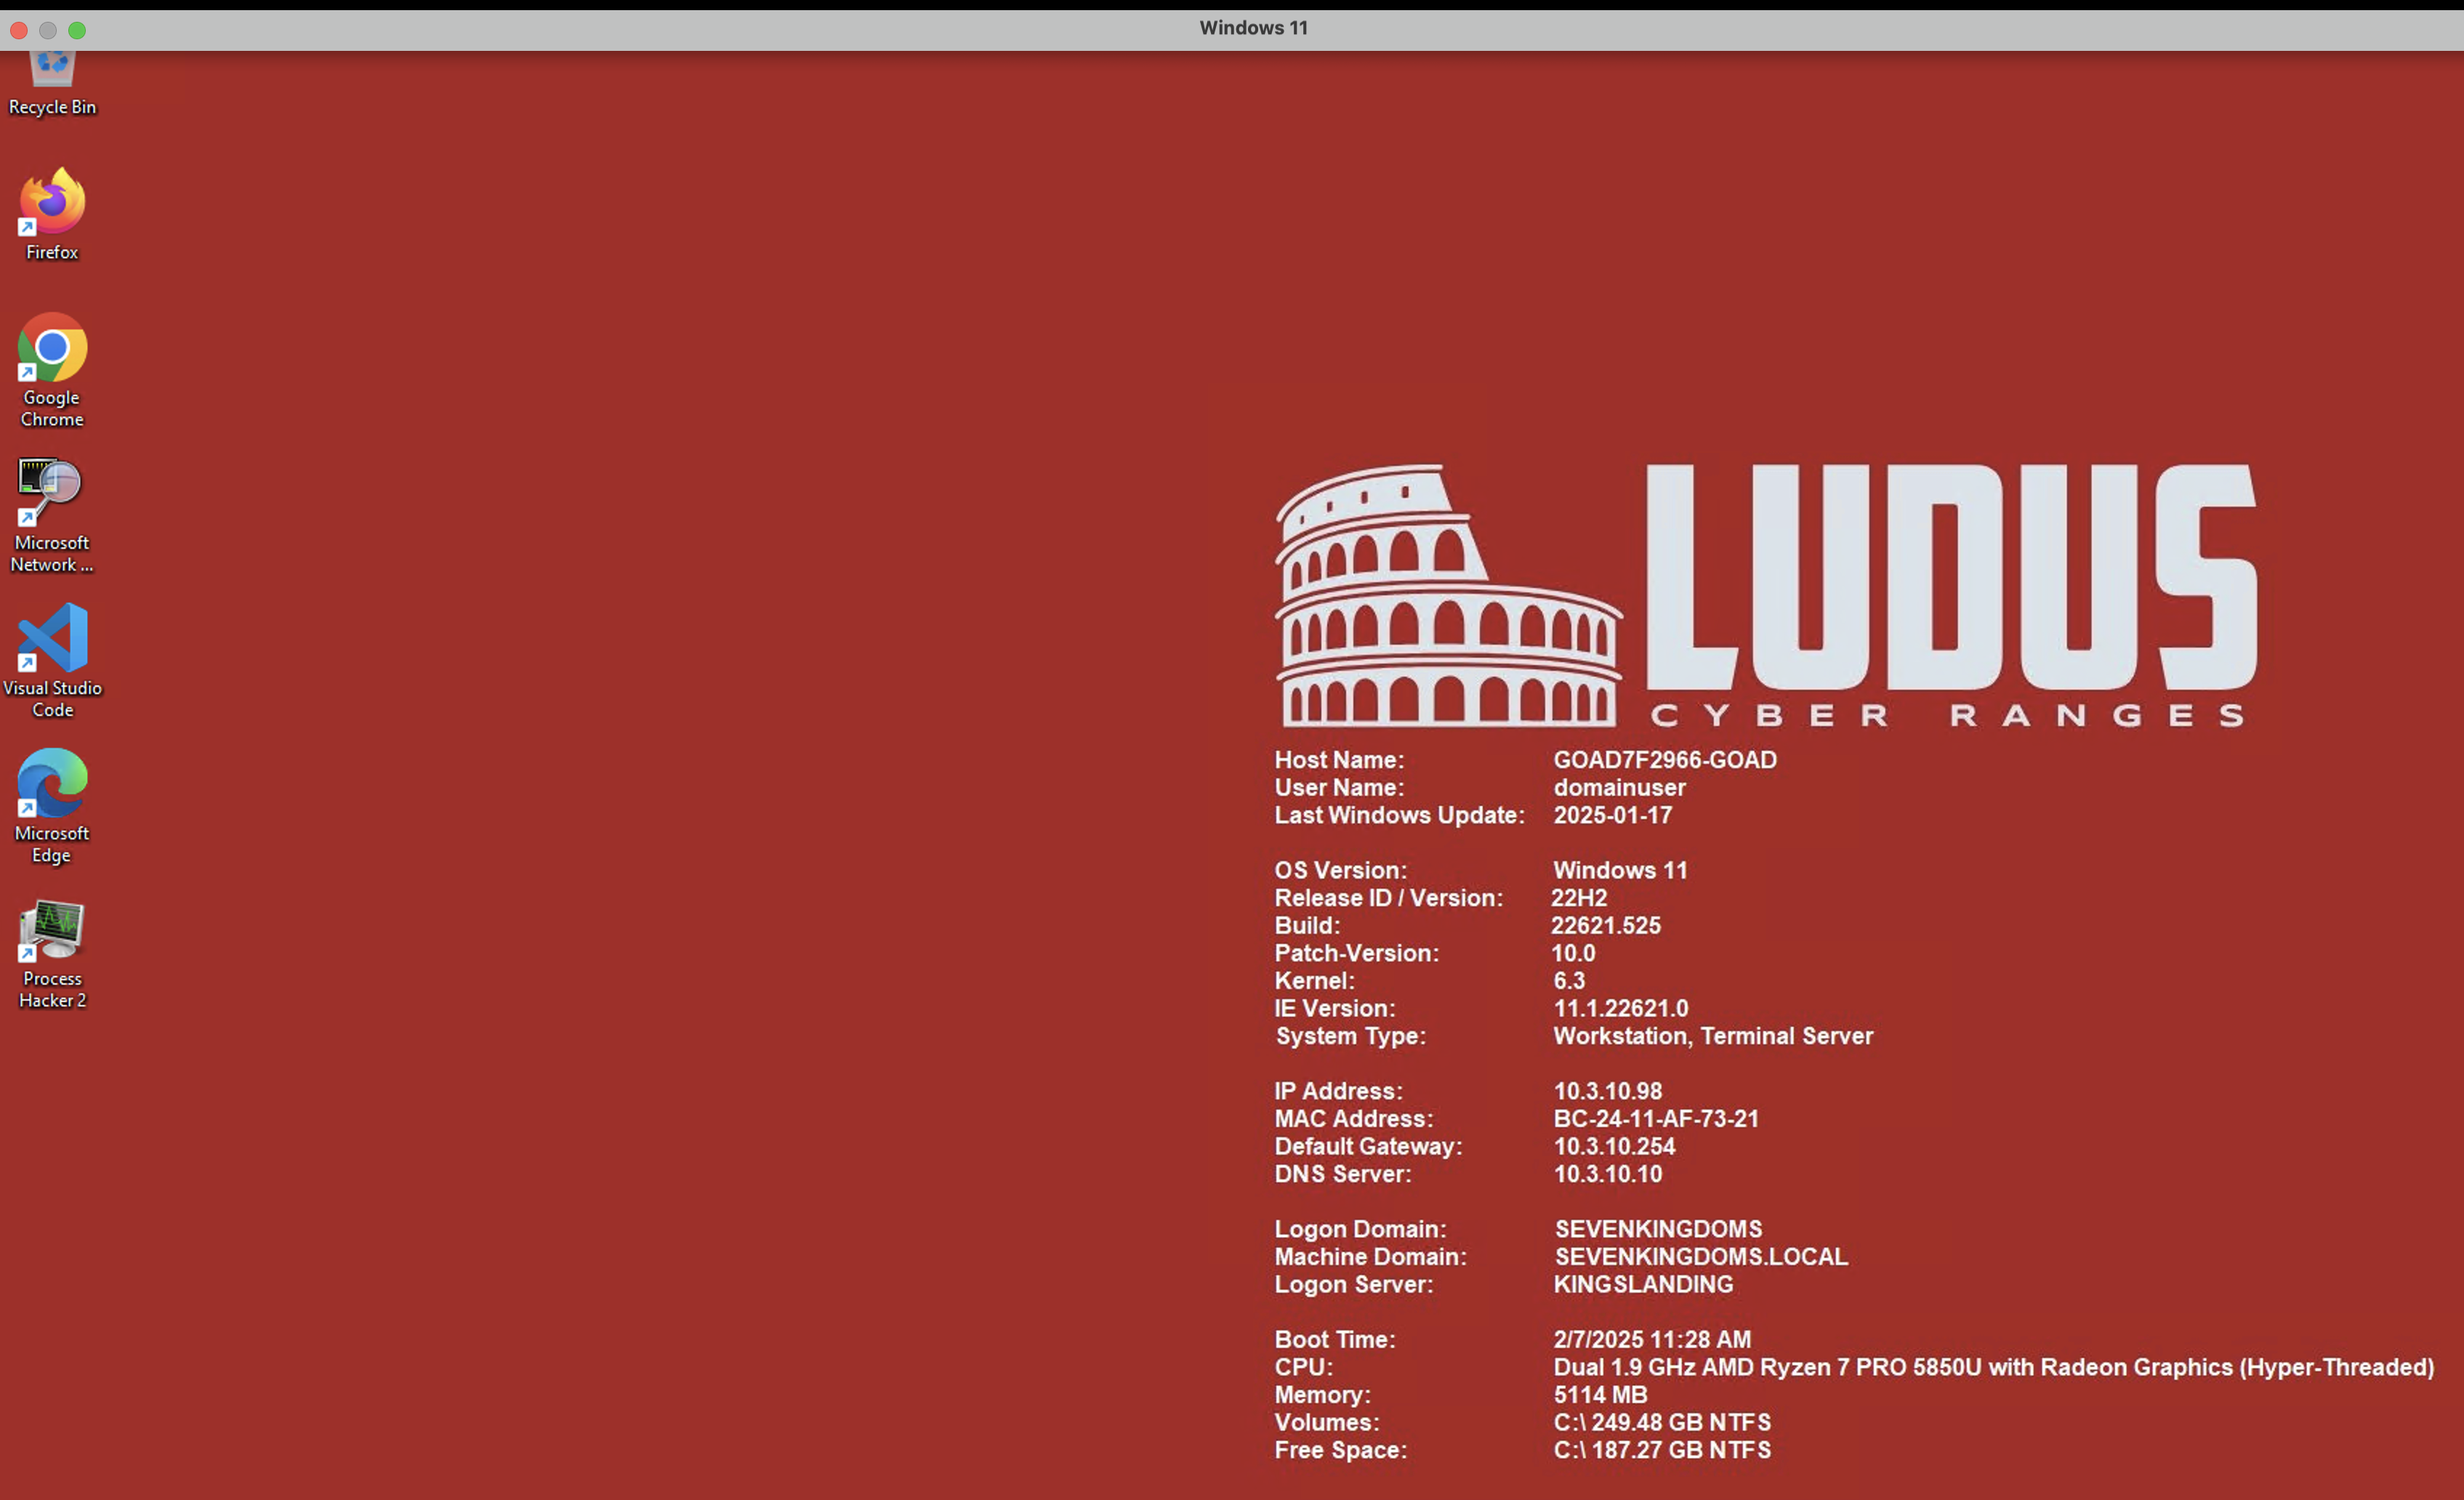 Windows 11
Recycle Bin
Firefox
Google
Chrome
Microsoft
Network ...
Visual Studio
Code
Microsoft
Edge
Process
Hacker 2
LUDUS
CYBER RANGES
Host Name: GOAD7F2966-GOAD
User Name: domainuser
Last Windows Update: 2025-01-17
OS Version: Windows 11
Release ID / Version: 22H2
Build: 22621.525
Patch-Version: 10.0
Kernel: 6.3
IE Version: 11.1.22621.0
System Type: Workstation, Terminal Server
IP Address: 10.3.10.98
MAC Address: BC-24-11-AF-73-21
Default Gateway: 10.3.10.254
DNS Server: 10.3.10.10
Logon Domain: SEVENKINGDOMS
Machine Domain: SEVENKINGDOMS.LOCAL
Logon Server: KINGSLANDING
Boot Time: 2/7/2025 11:28 AM
CPU: Dual 1.9 GHz AMD Ryzen 7 PRO 5850U with Radeon Graphics (Hyper-Threaded)
Memory: 5114 MB
Volumes: C:\ 249.48 GB NTFS
Free Space: C:\ 187.27 GB NTFS